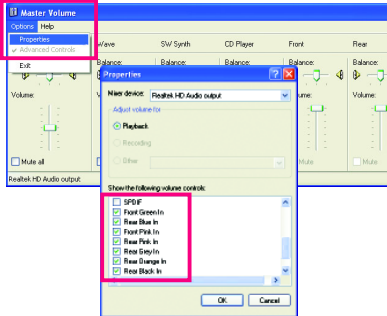 Master Volume
Options Help
Properties
Advanced Controls
Exit
Wave
SW Synth
CD Player
Front
Rear
Balance:
Balance:
Balance:
Balance:
Balance:
Volume:
Volume:
Mute all
Mute
Mute
Realtek HD Audio output
Properties
Mixer device: Realtek HD Audio output
Adjust volume for
Playback
Recording
Other
Show the following volume controls:
SPDIF
Front Green In
Rear Blue In
Front Pink In
Rear Pink In
Rear Grey In
Rear Orange In
Rear Black In
OK Cancel